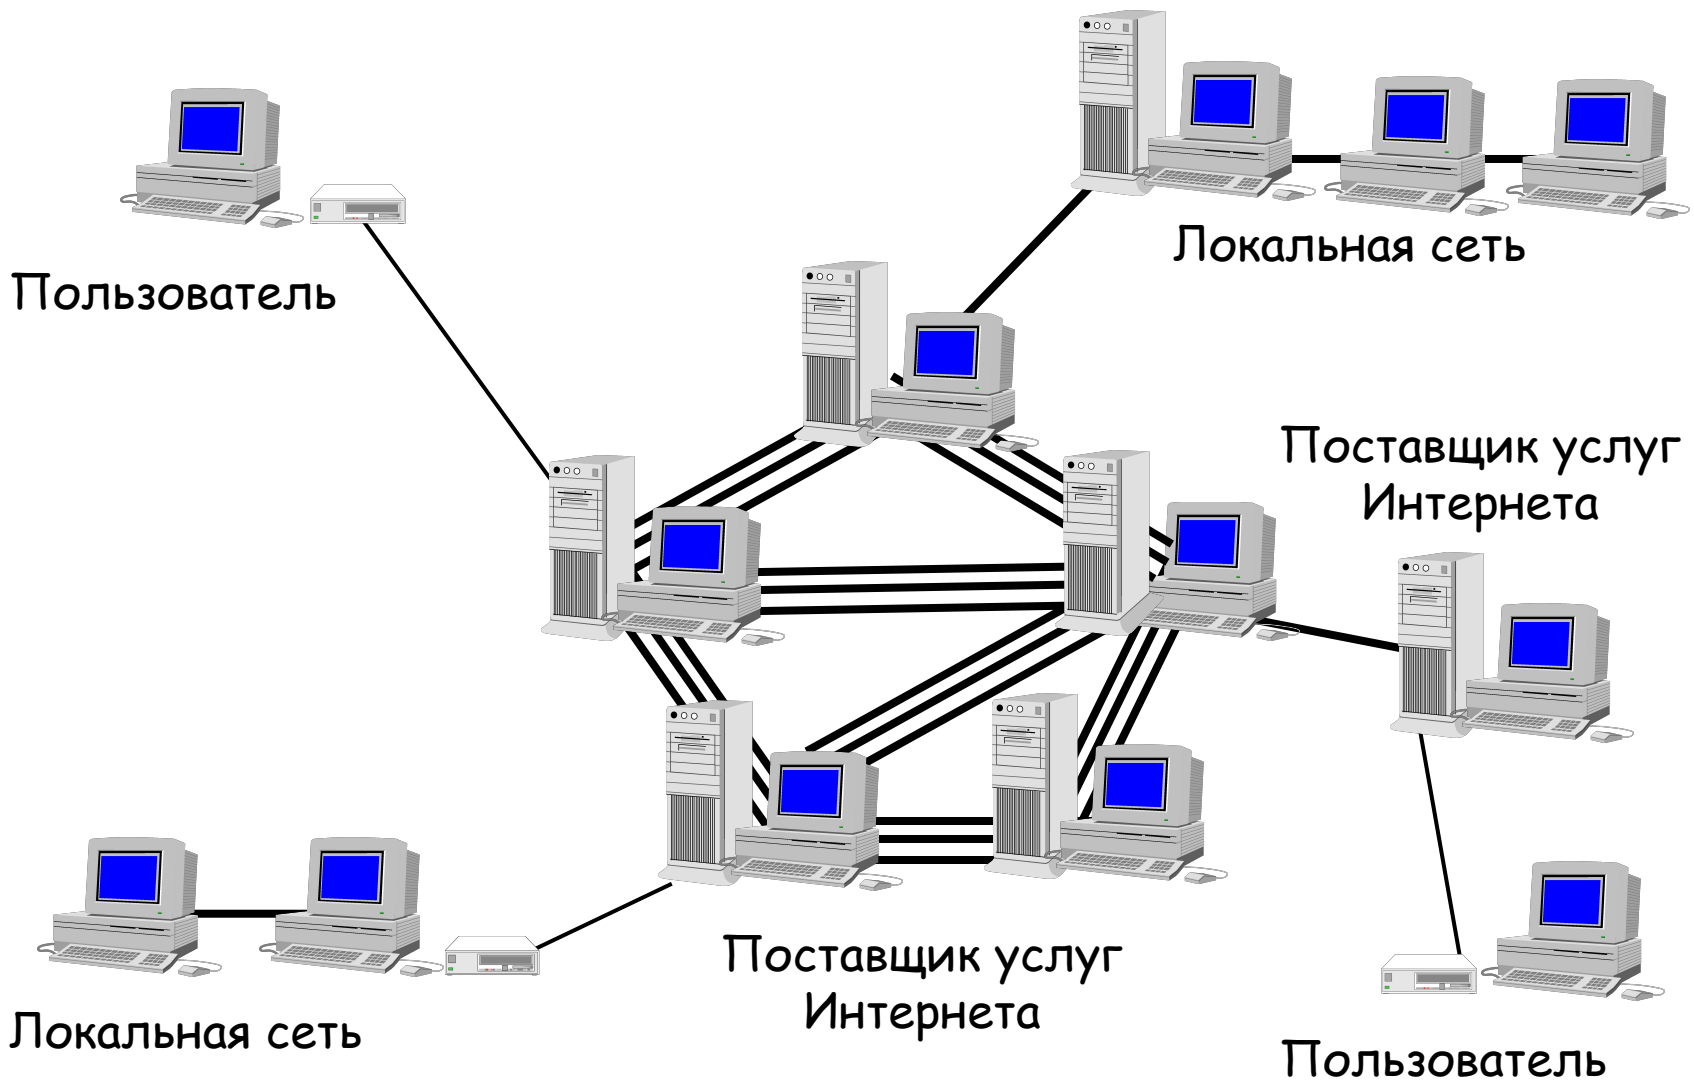 Локальная сеть
Пользователь
Поставщик услуг
Интернета
Поставщик услуг
Интернета
Локальная сеть
Пользователь